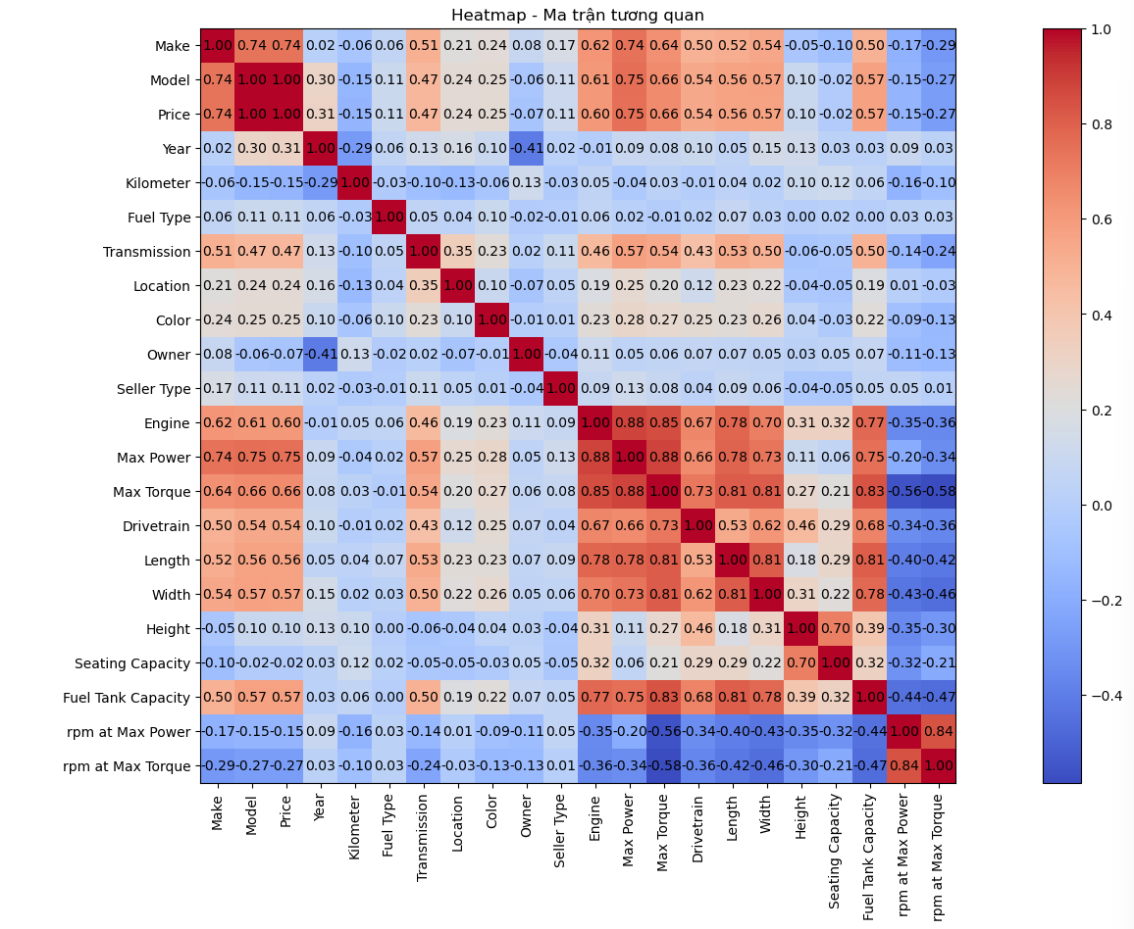 Heatmap - Ma trận tương quan
Make 1.00 0.74 0.74 0.02 -0.06 0.06 0.51 0.21 0.24 0.08 0.17 0.62 0.74 0.64 0.50 0.52 0.54 -0.05 -0.10 0.50 -0.17 -0.29
Model 0.74 1.00 1.00 0.30 -0.15 0.11 0.47 0.24 0.25 -0.06 0.11 0.61 0.75 0.66 0.54 0.56 0.57 0.10 -0.02 0.57 -0.15 -0.27
Price 0.74 1.00 1.00 0.31 -0.15 0.11 0.47 0.24 0.25 -0.07 0.11 0.60 0.75 0.66 0.54 0.56 0.57 0.10 -0.02 0.57 -0.15 -0.27
Year 0.02 0.30 0.31 1.00 -0.29 0.06 0.13 0.16 0.10 -0.41 0.02 -0.01 0.09 0.08 0.10 0.05 0.15 0.13 0.03 0.03 0.09 0.03
Kilometer -0.06 -0.15 -0.15 -0.29 1.00 -0.03 -0.10 -0.13 -0.06 0.13 -0.03 0.05 -0.04 0.03 -0.01 0.04 0.02 0.10 0.12 0.06 -0.16 -0.10
Fuel Type 0.06 0.11 0.11 0.06 -0.03 1.00 0.05 0.04 0.10 -0.02 -0.01 0.06 0.02 -0.01 0.02 0.07 0.03 0.00 0.02 0.00 0.03 0.03
Transmission 0.51 0.47 0.47 0.13 -0.10 0.05 1.00 0.35 0.23 0.02 0.11 0.46 0.57 0.54 0.43 0.53 0.50 -0.06 -0.05 0.50 -0.14 -0.24
Location 0.21 0.24 0.24 0.16 -0.13 0.04 0.35 1.00 0.10 -0.07 0.05 0.19 0.25 0.20 0.12 0.23 0.22 -0.04 -0.05 0.19 0.01 -0.03
Color 0.24 0.25 0.25 0.10 -0.06 0.10 0.23 0.10 1.00 -0.01 0.01 0.23 0.28 0.27 0.25 0.23 0.26 0.04 -0.03 0.22 -0.09 -0.13
Owner 0.08 -0.06 -0.07 -0.41 0.13 -0.02 0.02 -0.07 -0.01 1.00 -0.04 0.11 0.05 0.06 0.07 0.07 0.05 0.03 0.05 0.07 -0.11 -0.13
Seller Type 0.17 0.11 0.11 0.02 -0.03 -0.01 0.11 0.05 0.01 -0.04 1.00 0.09 0.13 0.08 0.04 0.09 0.06 -0.04 -0.05 0.05 0.05 0.01
Engine 0.62 0.61 0.60 -0.01 0.05 0.06 0.46 0.19 0.23 0.11 0.09 1.00 0.88 0.85 0.67 0.78 0.70 0.31 0.32 0.77 -0.35 -0.36
Max Power 0.74 0.75 0.75 0.09 -0.04 0.02 0.57 0.25 0.28 0.05 0.13 0.88 1.00 0.88 0.66 0.78 0.73 0.11 0.06 0.75 -0.20 -0.34
Max Torque 0.64 0.66 0.66 0.08 0.03 -0.01 0.54 0.20 0.27 0.06 0.08 0.85 0.88 1.00 0.73 0.81 0.81 0.27 0.21 0.83 -0.56 -0.58
Drivetrain 0.50 0.54 0.54 0.10 -0.01 0.02 0.43 0.12 0.25 0.07 0.04 0.67 0.66 0.73 1.00 0.53 0.62 0.46 0.29 0.68 -0.34 -0.36
Length 0.52 0.56 0.56 0.05 0.04 0.07 0.53 0.23 0.23 0.07 0.09 0.78 0.78 0.81 0.53 1.00 0.81 0.18 0.29 0.81 -0.40 -0.42
Width 0.54 0.57 0.57 0.15 0.02 0.03 0.50 0.22 0.26 0.05 0.06 0.70 0.73 0.81 0.62 0.81 1.00 0.31 0.22 0.78 -0.43 -0.46
Height -0.05 0.10 0.10 0.13 0.10 0.00 -0.06 -0.04 0.04 0.03 -0.04 0.31 0.11 0.27 0.46 0.18 0.31 1.00 0.70 0.39 -0.35 -0.30
Seating Capacity -0.10 -0.02 -0.02 0.03 0.12 0.02 -0.05 -0.05 -0.03 0.05 -0.05 0.32 0.06 0.21 0.29 0.29 0.22 0.70 1.00 0.32 -0.32 -0.21
Fuel Tank Capacity 0.50 0.57 0.57 0.03 0.06 0.00 0.50 0.19 0.22 0.07 0.05 0.77 0.75 0.83 0.68 0.81 0.78 0.39 0.32 1.00 -0.44 -0.47
rpm at Max Power -0.17 -0.15 -0.15 0.09 -0.16 0.03 -0.14 0.01 -0.09 -0.11 0.05 -0.35 -0.20 -0.56 -0.34 -0.40 -0.43 -0.35 -0.32 -0.44 1.00 0.84
rpm at Max Torque -0.29 -0.27 -0.27 0.03 -0.10 0.03 -0.24 -0.03 -0.13 -0.13 0.01 -0.36 -0.34 -0.58 -0.36 -0.42 -0.46 -0.30 -0.21 -0.47 0.84 1.00
Make
Model
Price
Year
Kilometer
Fuel Type
Transmission
Location
Color
Owner
Seller Type
Engine
Max Power
Max Torque
Drivetrain
Length
Width
Height
Seating Capacity
Fuel Tank Capacity
rpm at Max Power
rpm at Max Torque
1.0
0.8
0.6
0.4
0.2
0.0
−0.2
−0.4